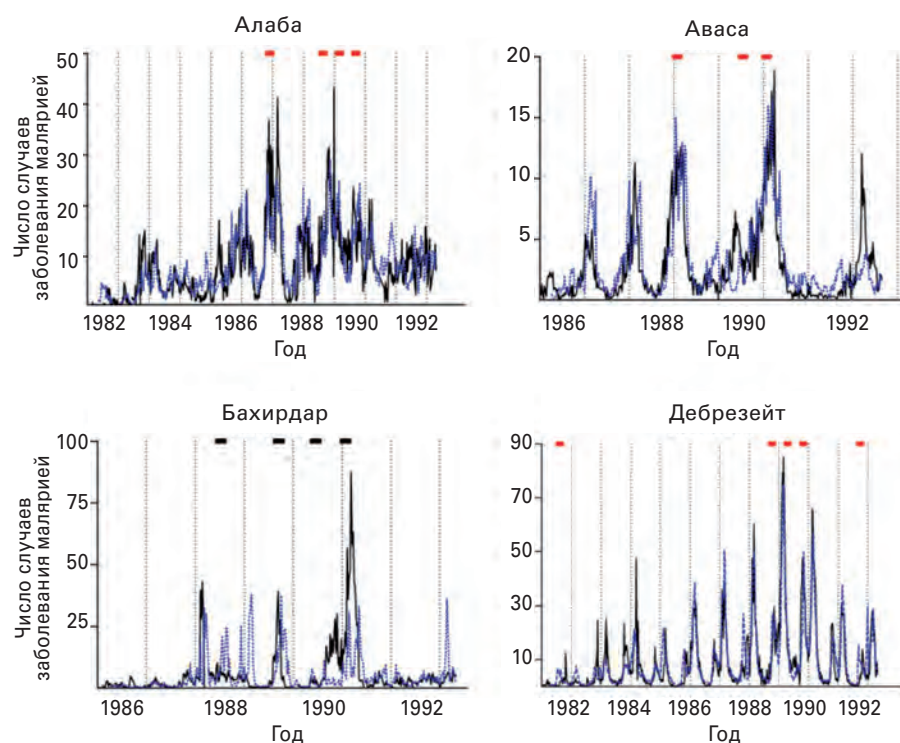 Алаба
Число случаев
заболевания малярией
50
40
30
20
10
1982 1984 1986 1988 1990 1992
Год
Аваса
20
15
10
5
1986 1988 1990 1992
Год
Бахирдар
Число случаев
заболевания малярией
100
75
50
25
1986 1988 1990 1992
Год
Дебрезейт
90
70
50
30
10
1982 1984 1986 1988 1990 1992
Год